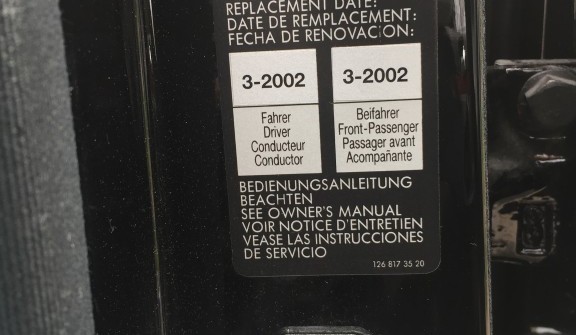 REPLACEMENT DATE:
DATE DE REMPLACEMENT:
FECHA DE RENOVACION:
3-2002
3-2002
Fahrer
Driver
Conducteur
Conductor
Beifahrer
Front-Passenger
Passager avant
Acompañante
BEDIENUNGSANLEITUNG
BEACHTEN
SEE OWNER'S MANUAL
VOIR NOTICE D'ENTRETIEN
VEASE LAS INSTRUCCIONES
DE SERVICIO
126 817 35 20